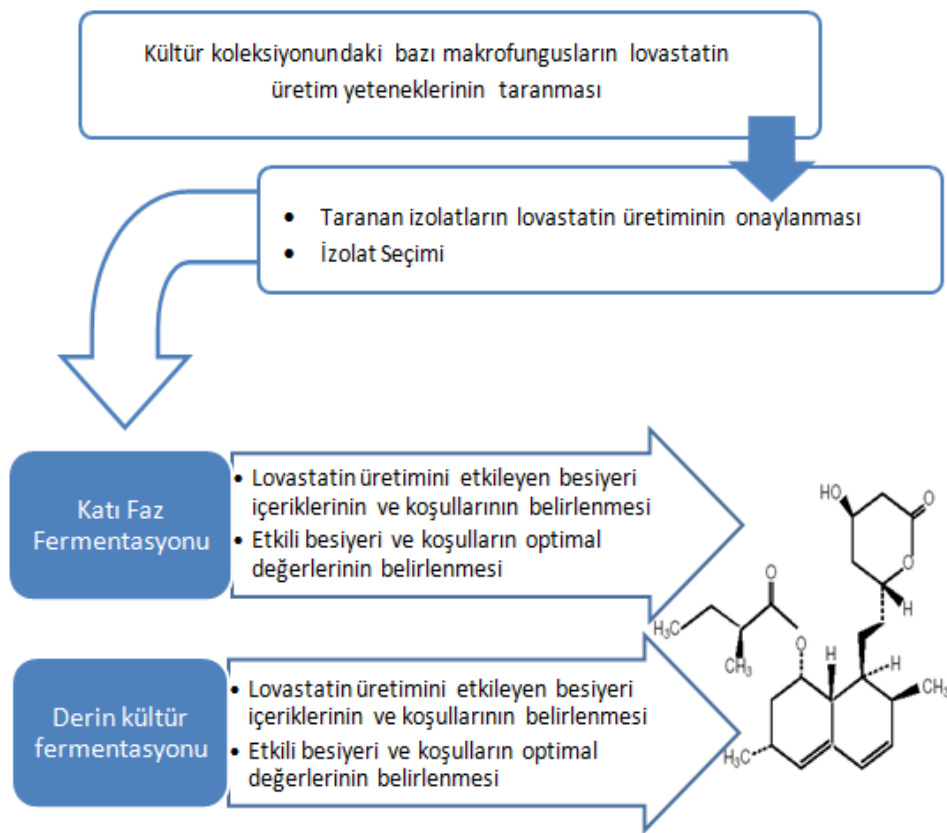 Kültür koleksiyonundaki bazı makrofungusların lovastatin
üretim yeteneklerinin taranması
• Taranan izolatların lovastatin üretiminin onaylanması
• İzolat Seçimi
Katı Faz
Fermentasyonu
• Lovastatin üretimini etkileyen besiyeri
içeriklerinin ve koşullarının belirlenmesi
• Etkili besiyeri ve koşulların optimal
değerlerinin belirlenmesi
Derin kültür
fermentasyonu
• Lovastatin üretimini etkileyen besiyeri
içeriklerinin ve koşullarının belirlenmesi
• Etkili besiyeri ve koşulların optimal
değerlerinin belirlenmesi
HO
O
O
H
O
H₃C
CH₃
O
H
H
CH₃
H₃C